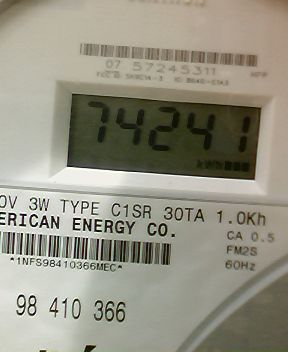 07 57245311
74241
kWh
0V 3W TYPE C1SR 30TA 1.0Kh
ERICAN ENERGY CO.
CA 0.5
FM2S
60Hz
*1NFS98410366MEC*
98 410 366